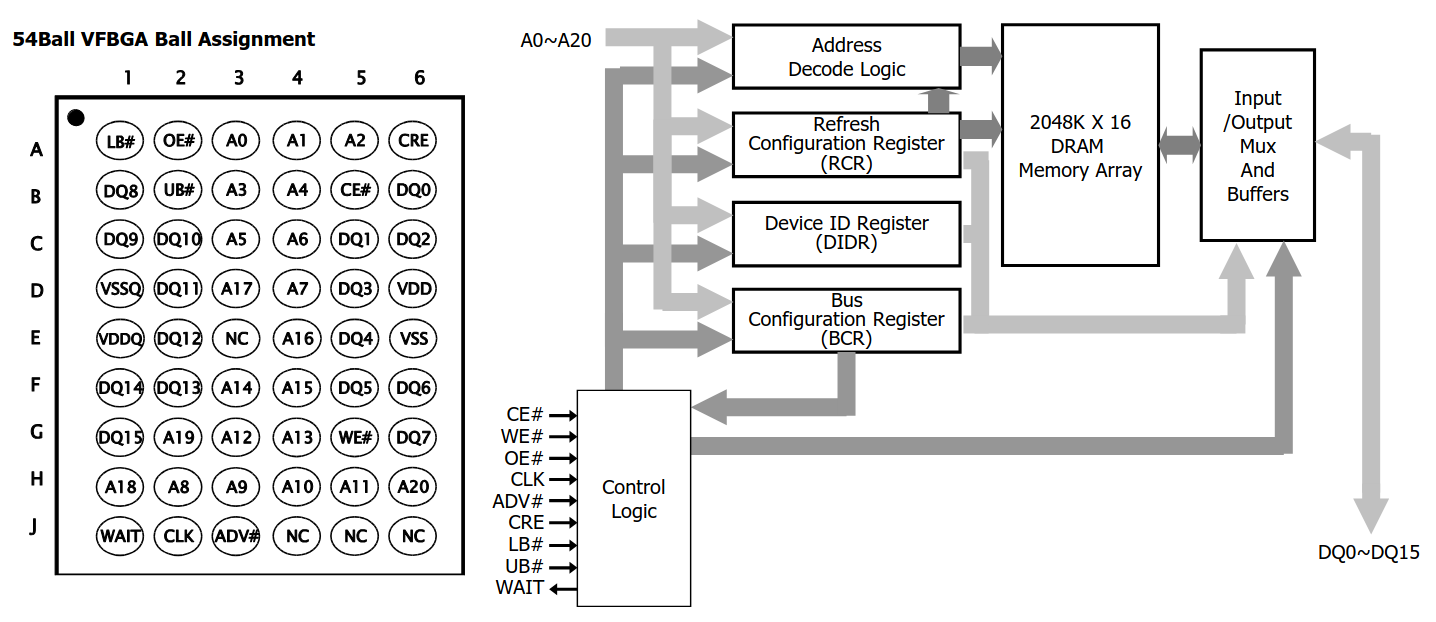 54Ball VFBGA Ball Assignment
1 2 3 4 5 6
A LB# OE# A0 A1 A2 CRE
B DQ8 UB# A3 A4 CE# DQ0
C DQ9 DQ10 A5 A6 DQ1 DQ2
D VSSQ DQ11 A17 A7 DQ3 VDD
E VDDQ DQ12 NC A16 DQ4 VSS
F DQ14 DQ13 A14 A15 DQ5 DQ6
G DQ15 A19 A12 A13 WE# DQ7
H A18 A8 A9 A10 A11 A20
J WAIT CLK ADV# NC NC NC
A0~A20
Address
Decode Logic
Refresh
Configuration Register
(RCR)
Device ID Register
(DIDR)
Bus
Configuration Register
(BCR)
2048K X 16
DRAM
Memory Array
Input
/Output
Mux
And
Buffers
CE#
WE#
OE#
CLK
ADV#
CRE
LB#
UB#
WAIT
Control
Logic
DQ0~DQ15